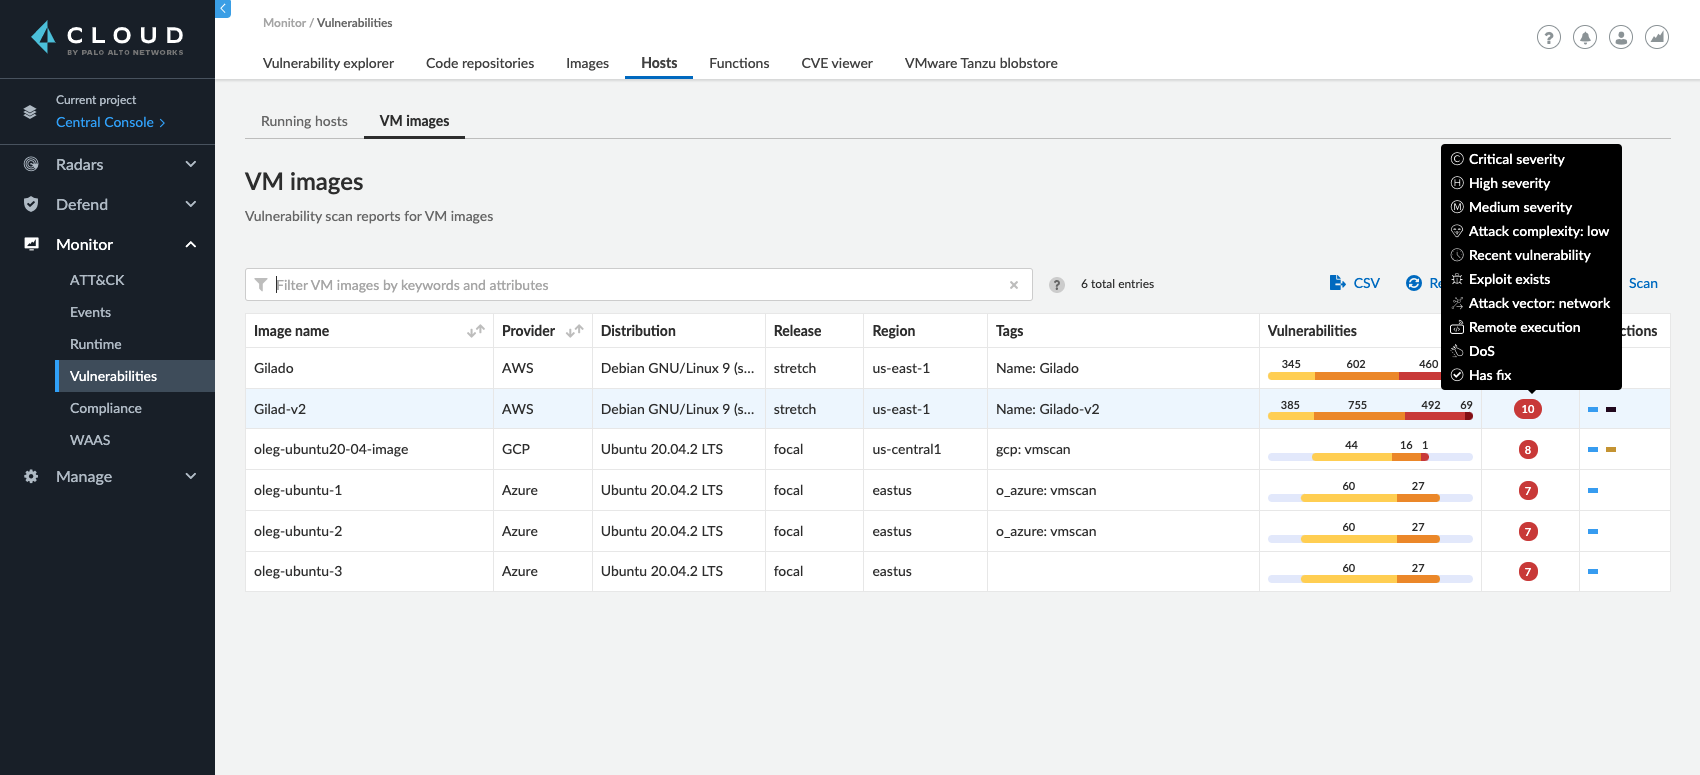 CLOUD
BY PALO ALTO NETWORKS
Current project
Central Console
Radars
Defend
Monitor
ATT&CK
Events
Runtime
Vulnerabilities
Compliance
WAAS
Manage
Monitor / Vulnerabilities
Vulnerability explorer Code repositories Images Hosts Functions CVE viewer VMware Tanzu blobstore
Running hosts VM images
VM images
Vulnerability scan reports for VM images
Filter VM images by keywords and attributes
6 total entries
CSV
Scan
C Critical severity
H High severity
M Medium severity
Attack complexity: low
Recent vulnerability
Exploit exists
Attack vector: network
Remote execution
DoS
Has fix
Image name Provider Distribution Release Region Tags Vulnerabilities
Gilado AWS Debian GNU/Linux 9 (s... stretch us-east-1 Name: Gilado 345 602 460
Gilad-v2 AWS Debian GNU/Linux 9 (s... stretch us-east-1 Name: Gilado-v2 385 755 492 69 10
oleg-ubuntu20-04-image GCP Ubuntu 20.04.2 LTS focal us-central1 gcp: vmscan 44 16 1 8
oleg-ubuntu-1 Azure Ubuntu 20.04.2 LTS focal eastus o_azure: vmscan 60 27 7
oleg-ubuntu-2 Azure Ubuntu 20.04.2 LTS focal eastus o_azure: vmscan 60 27 7
oleg-ubuntu-3 Azure Ubuntu 20.04.2 LTS focal eastus 60 27 7